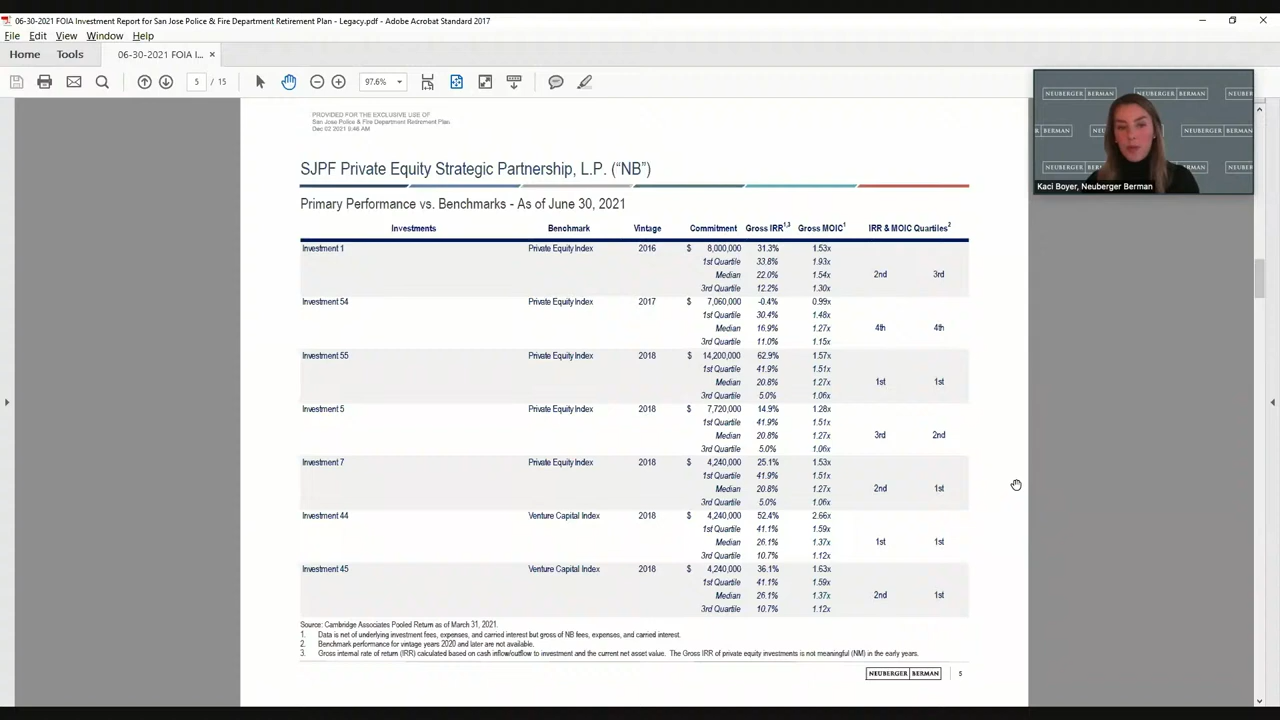 06-30-2021 FOIA Investment Report for San Jose Police & Fire Department Retirement Plan - Legacy.pdf - Adobe Acrobat Standard 2017
File Edit View Window Help
Home Tools 06-30-2021 FOIA I... ×
5 / 15 97.6%
PROVIDED FOR THE EXCLUSIVE USE OF
San Jose Police & Fire Department Retirement Plan
Dec 02 2021 8:46 AM
SJPF Private Equity Strategic Partnership, L.P. (“NB”)
Primary Performance vs. Benchmarks - As of June 30, 2021
Investments Benchmark Vintage Commitment Gross IRR1,3 Gross MOIC1 IRR & MOIC Quartiles2
Investment 1 Private Equity Index 2016 $ 8,000,000 31.3% 1.53x
1st Quartile 33.8% 1.93x
Median 22.0% 1.54x 2nd 3rd
3rd Quartile 12.2% 1.30x
Investment 54 Private Equity Index 2017 $ 7,060,000 -0.4% 0.99x
1st Quartile 30.4% 1.48x
Median 16.9% 1.27x 4th 4th
3rd Quartile 11.0% 1.15x
Investment 55 Private Equity Index 2018 $ 14,200,000 62.9% 1.57x
1st Quartile 41.9% 1.51x
Median 20.8% 1.27x 1st 1st
3rd Quartile 5.0% 1.06x
Investment 5 Private Equity Index 2018 $ 7,720,000 14.9% 1.28x
1st Quartile 41.9% 1.51x
Median 20.8% 1.27x 3rd 2nd
3rd Quartile 5.0% 1.06x
Investment 7 Private Equity Index 2018 $ 4,240,000 25.1% 1.53x
1st Quartile 41.9% 1.51x
Median 20.8% 1.27x 2nd 1st
3rd Quartile 5.0% 1.06x
Investment 44 Venture Capital Index 2018 $ 4,240,000 52.4% 2.66x
1st Quartile 41.1% 1.59x
Median 26.1% 1.37x 1st 1st
3rd Quartile 10.7% 1.12x
Investment 45 Venture Capital Index 2018 $ 4,240,000 36.1% 1.63x
1st Quartile 41.1% 1.59x
Median 26.1% 1.37x 2nd 1st
3rd Quartile 10.7% 1.12x
Source: Cambridge Associates Pooled Return as of March 31, 2021.
1. Data is net of underlying investment fees, expenses, and carried interest but gross of NB fees, expenses, and carried interest.
2. Benchmark performance for vintage years 2020 and later are not available.
3. Gross internal rate of return (IRR) calculated based on cash inflow/outflow to investment and the current net asset value. The Gross IRR of private equity investments is not meaningful (NM) in the early years.
NEUBERGER BERMAN 5
NEUBERGER BERMAN NEUBERGER BE
R BERMAN NEU NEUBERGER BERMAN
NEUBERGER BERMAN RGER BERMAN NEUBE
Kaci Boyer, Neuberger Berman